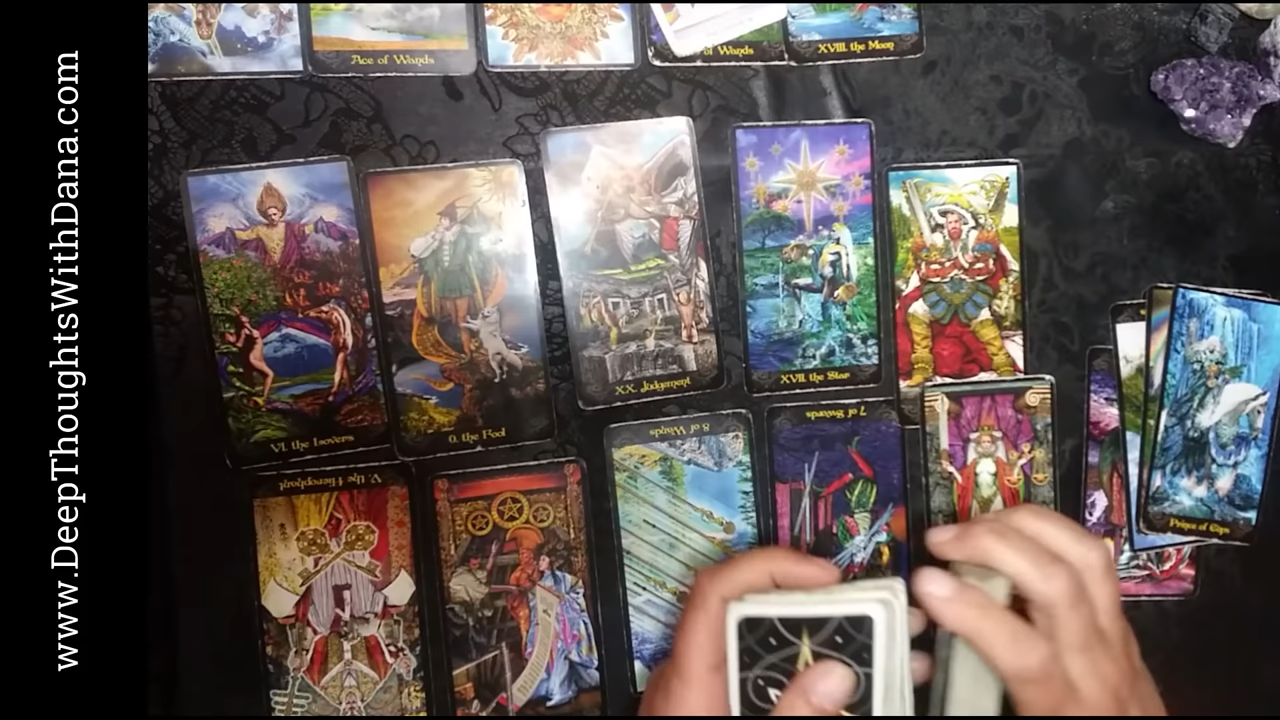 www.DeepThoughtsWithDana.com
Ace of Wands
of Wands
XVIII. the Moon
VI. the Lovers
0. the Fool
XX. Judgement
XVII. the Star
V. the Hierophant
8 of Wands
7 of Swords
Prince of Cups